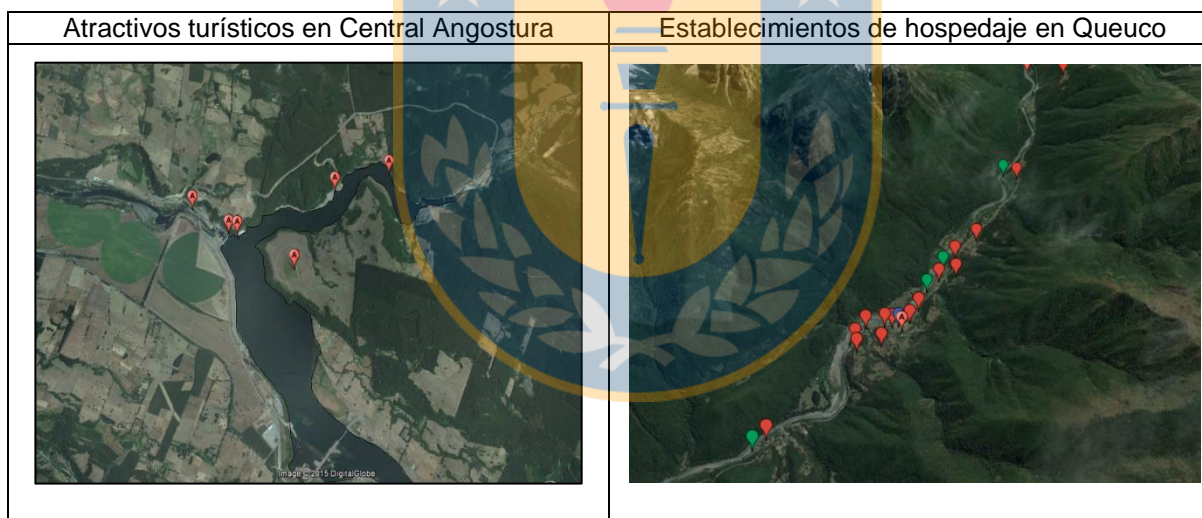 Atractivos turísticos en Central Angostura
Establecimientos de hospedaje en Queuco
A
A
A
A
A
A
A
Image © 2015 DigitalGlobe